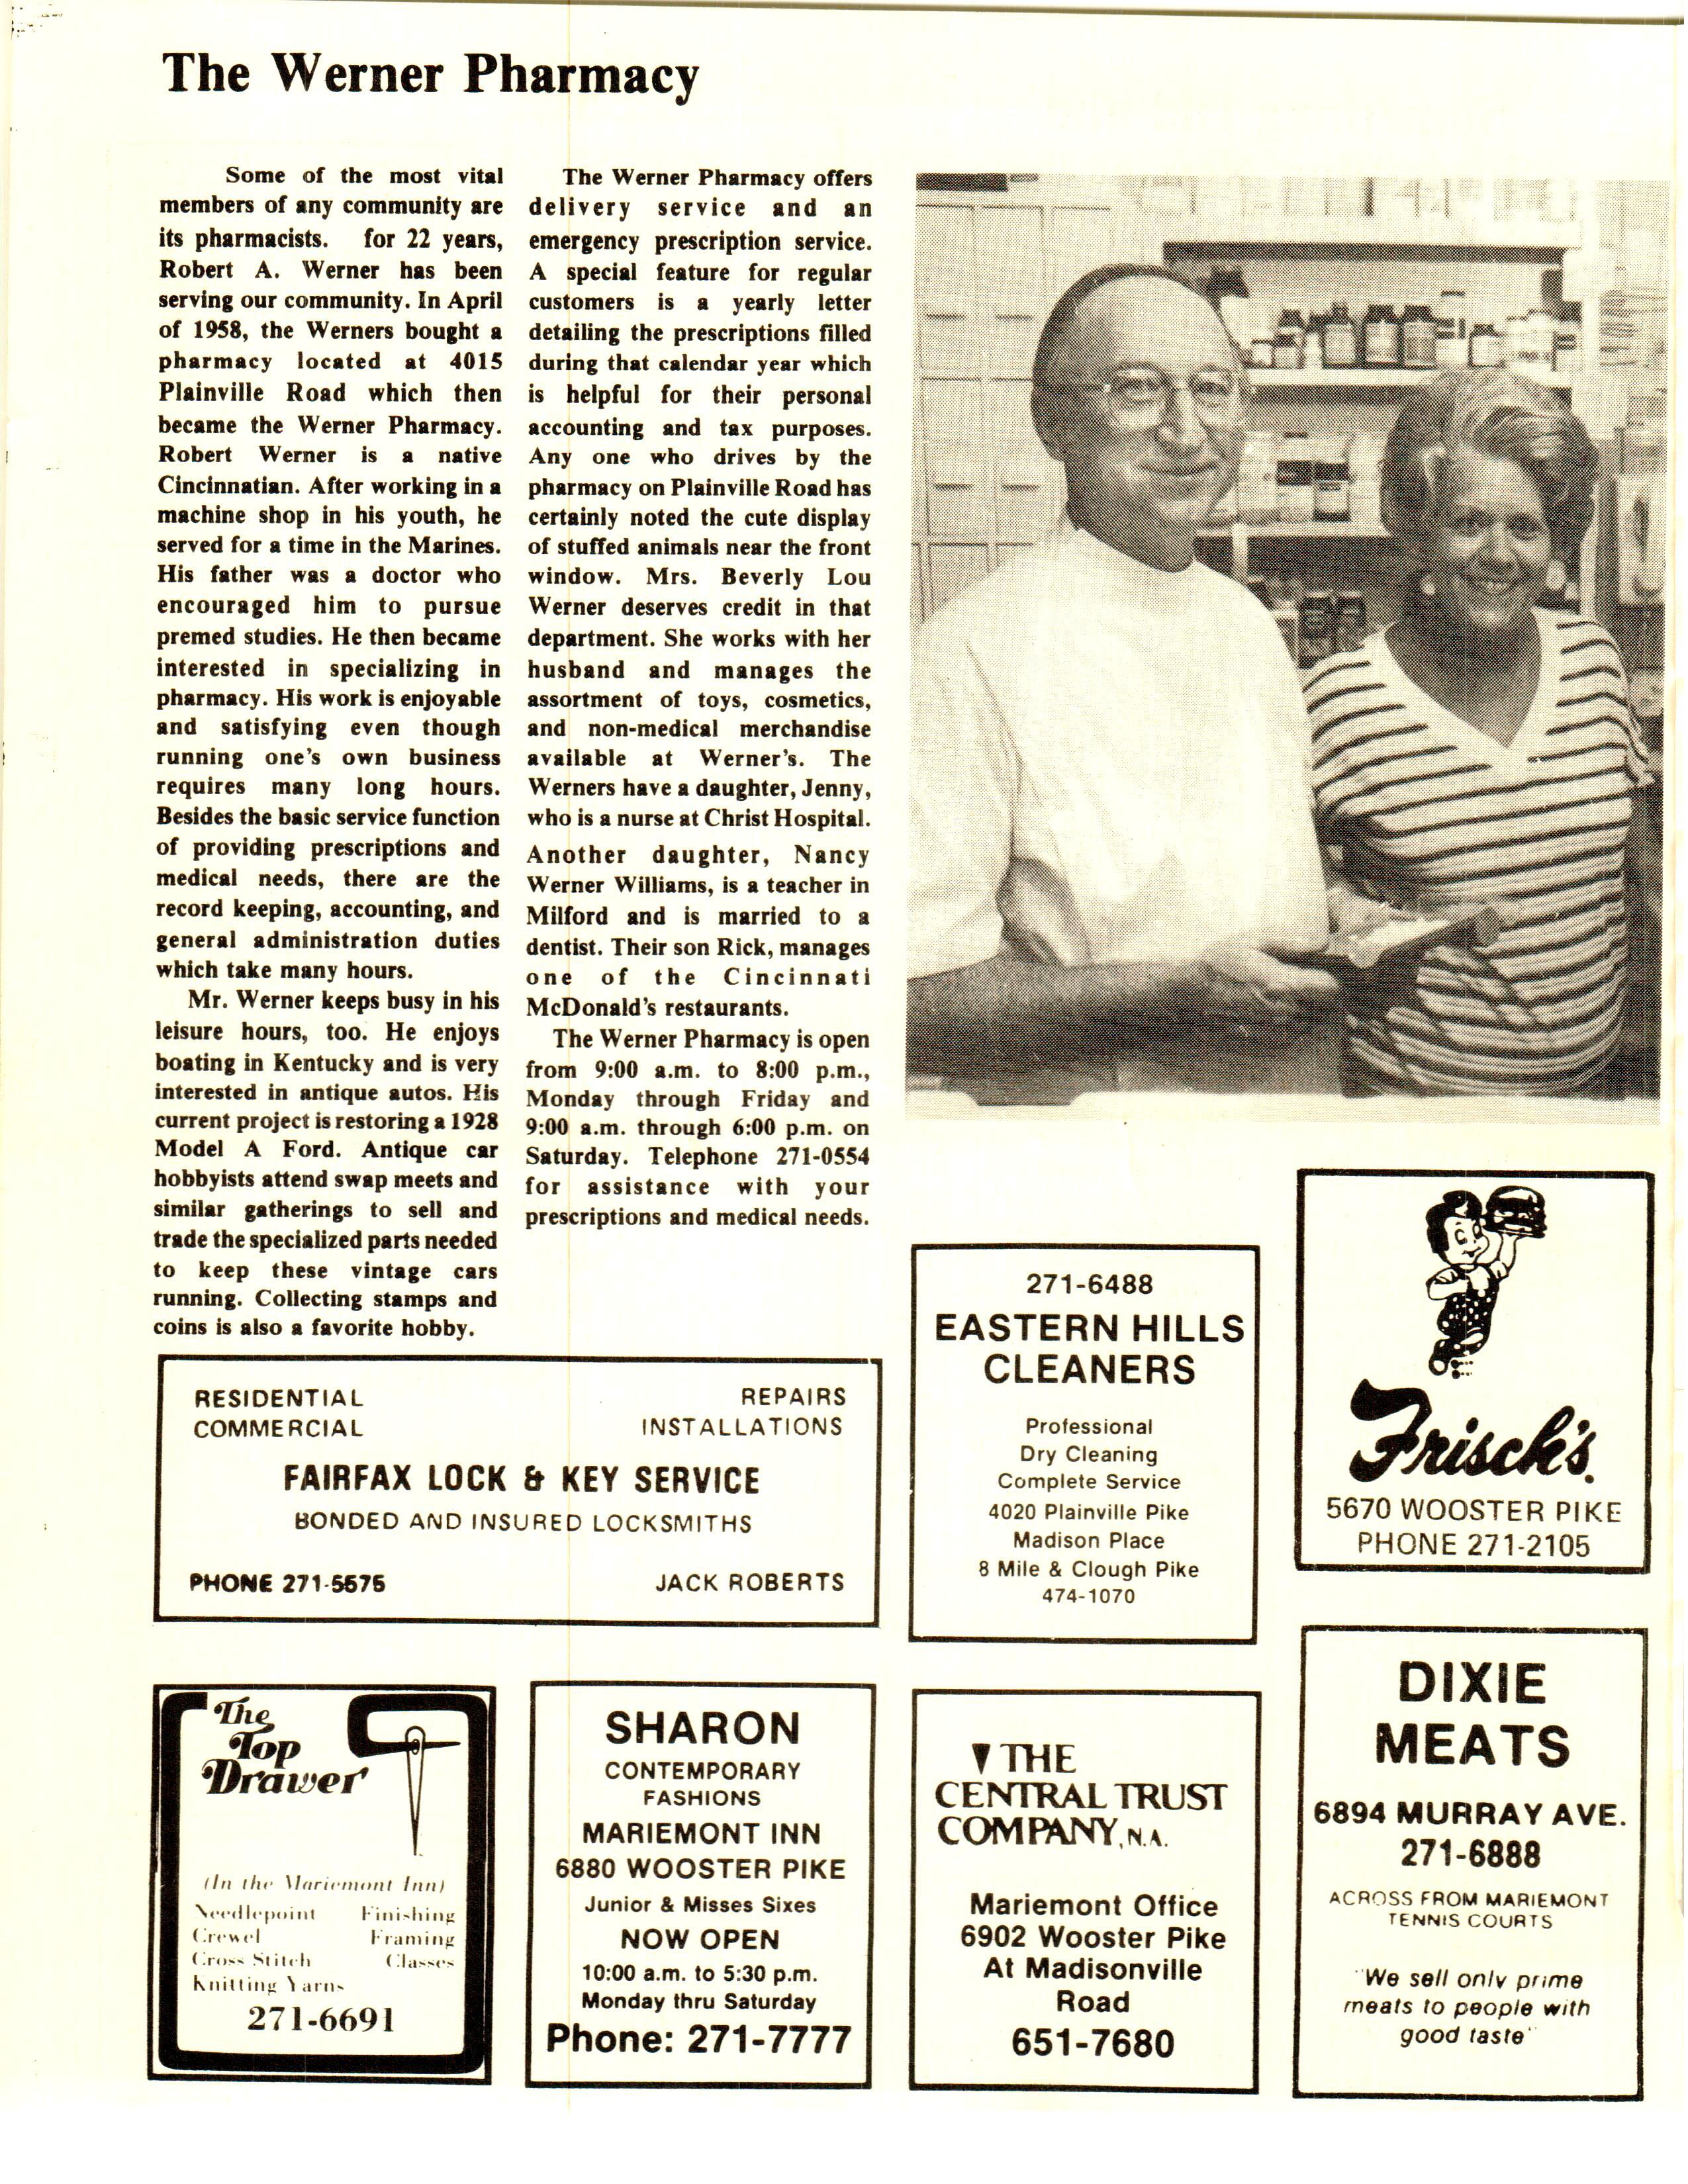 The Werner Pharmacy
Some of the most vital
members of any community are
its pharmacists. for 22 years,
Robert A. Werner has been
serving our community. In April
of 1958, the Werners bought a
pharmacy located at 4015
Plainville Road which then
became the Werner Pharmacy.
Robert Werner is a native
Cincinnatian. After working in a
machine shop in his youth, he
served for a time in the Marines.
His father was a doctor who
encouraged him to pursue
premed studies. He then became
interested in specializing in
pharmacy. His work is enjoyable
and satisfying even though
running one's own business
requires many long hours.
Besides the basic service function
of providing prescriptions and
medical needs, there are the
record keeping, accounting, and
general administration duties
which take many hours.
Mr. Werner keeps busy in his
leisure hours, too. He enjoys
boating in Kentucky and is very
interested in antique autos. His
current project is restoring a 1928
Model A Ford. Antique car
hobbyists attend swap meets and
similar gatherings to sell and
trade the specialized parts needed
to keep these vintage cars
running. Collecting stamps and
coins is also a favorite hobby.
The Werner Pharmacy offers
delivery service and an
emergency prescription service.
A special feature for regular
customers is a yearly letter
detailing the prescriptions filled
during that calendar year which
is helpful for their personal
accounting and tax purposes.
Any one who drives by the
pharmacy on Plainville Road has
certainly noted the cute display
of stuffed animals near the front
window. Mrs. Beverly Lou
Werner deserves credit in that
department. She works with her
husband and manages the
assortment of toys, cosmetics,
and non-medical merchandise
available at Werner's. The
Werners have a daughter, Jenny,
who is a nurse at Christ Hospital.
Another daughter, Nancy
Werner Williams, is a teacher in
Milford and is married to a
dentist. Their son Rick, manages
one of the Cincinnati
McDonald's restaurants.
The Werner Pharmacy is open
from 9:00 a.m. to 8:00 p.m.,
Monday through Friday and
9:00 a.m. through 6:00 p.m. on
Saturday. Telephone 271-0554
for assistance with your
prescriptions and medical needs.
RESIDENTIAL REPAIRS
COMMERCIAL INSTALLATIONS
FAIRFAX LOCK & KEY SERVICE
BONDED AND INSURED LOCKSMITHS
PHONE 271-5575 JACK ROBERTS
271-6488
EASTERN HILLS
CLEANERS
Professional
Dry Cleaning
Complete Service
4020 Plainville Pike
Madison Place
8 Mile & Clough Pike
474-1070
Frisch's.
5670 WOOSTER PIKE
PHONE 271-2105
The
Top
Drawer
(In the Mariemont Inn)
Needlepoint Finishing
Crewel Framing
Cross Stitch Classes
Knitting Yarns
271-6691
SHARON
CONTEMPORARY
FASHIONS
MARIEMONT INN
6880 WOOSTER PIKE
Junior & Misses Sixes
NOW OPEN
10:00 a.m. to 5:30 p.m.
Monday thru Saturday
Phone: 271-7777
THE
CENTRAL TRUST
COMPANY, N.A.
Mariemont Office
6902 Wooster Pike
At Madisonville
Road
651-7680
DIXIE
MEATS
6894 MURRAY AVE.
271-6888
ACROSS FROM MARIEMONT
TENNIS COURTS
"We sell only prime
meats to people with
good taste"